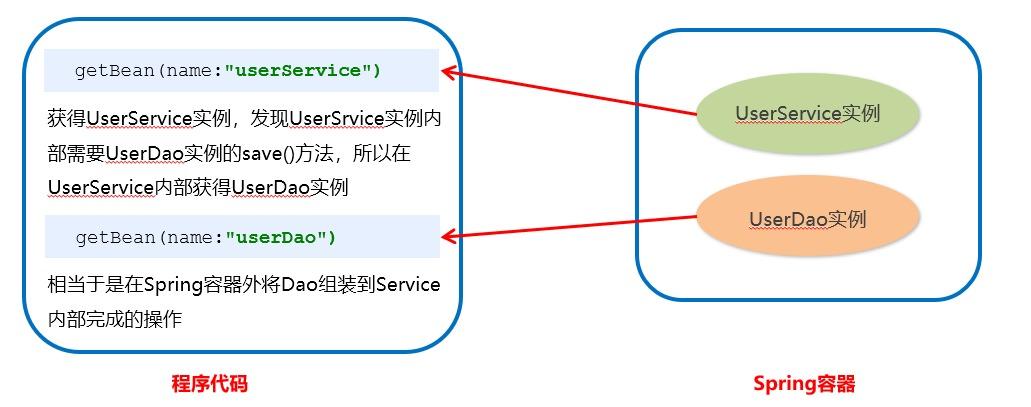 getBean(name:"userService")
获得UserService实例，发现UserSrvice实例内
部需要UserDao实例的save()方法，所以在
UserService内部获得UserDao实例
getBean(name:"userDao")
相当于是在Spring容器外将Dao组装到Service
内部完成的操作
程序代码
UserService实例
UserDao实例
Spring容器